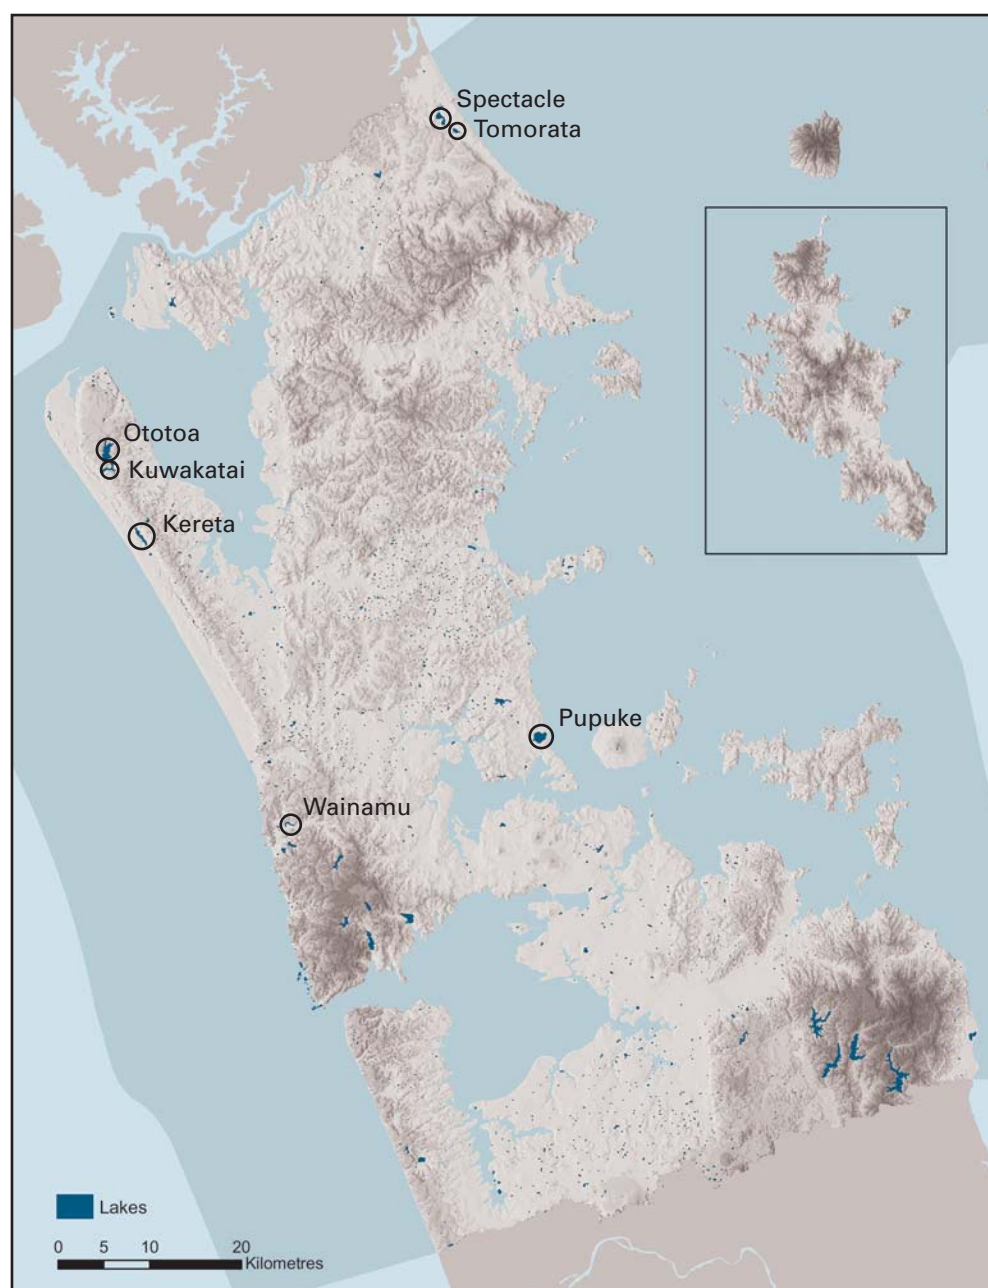 Spectacle
Tomorata
Ototoa
Kuwakatai
Kereta
Pupuke
Wainamu
Lakes
0 5 10 20
Kilometres